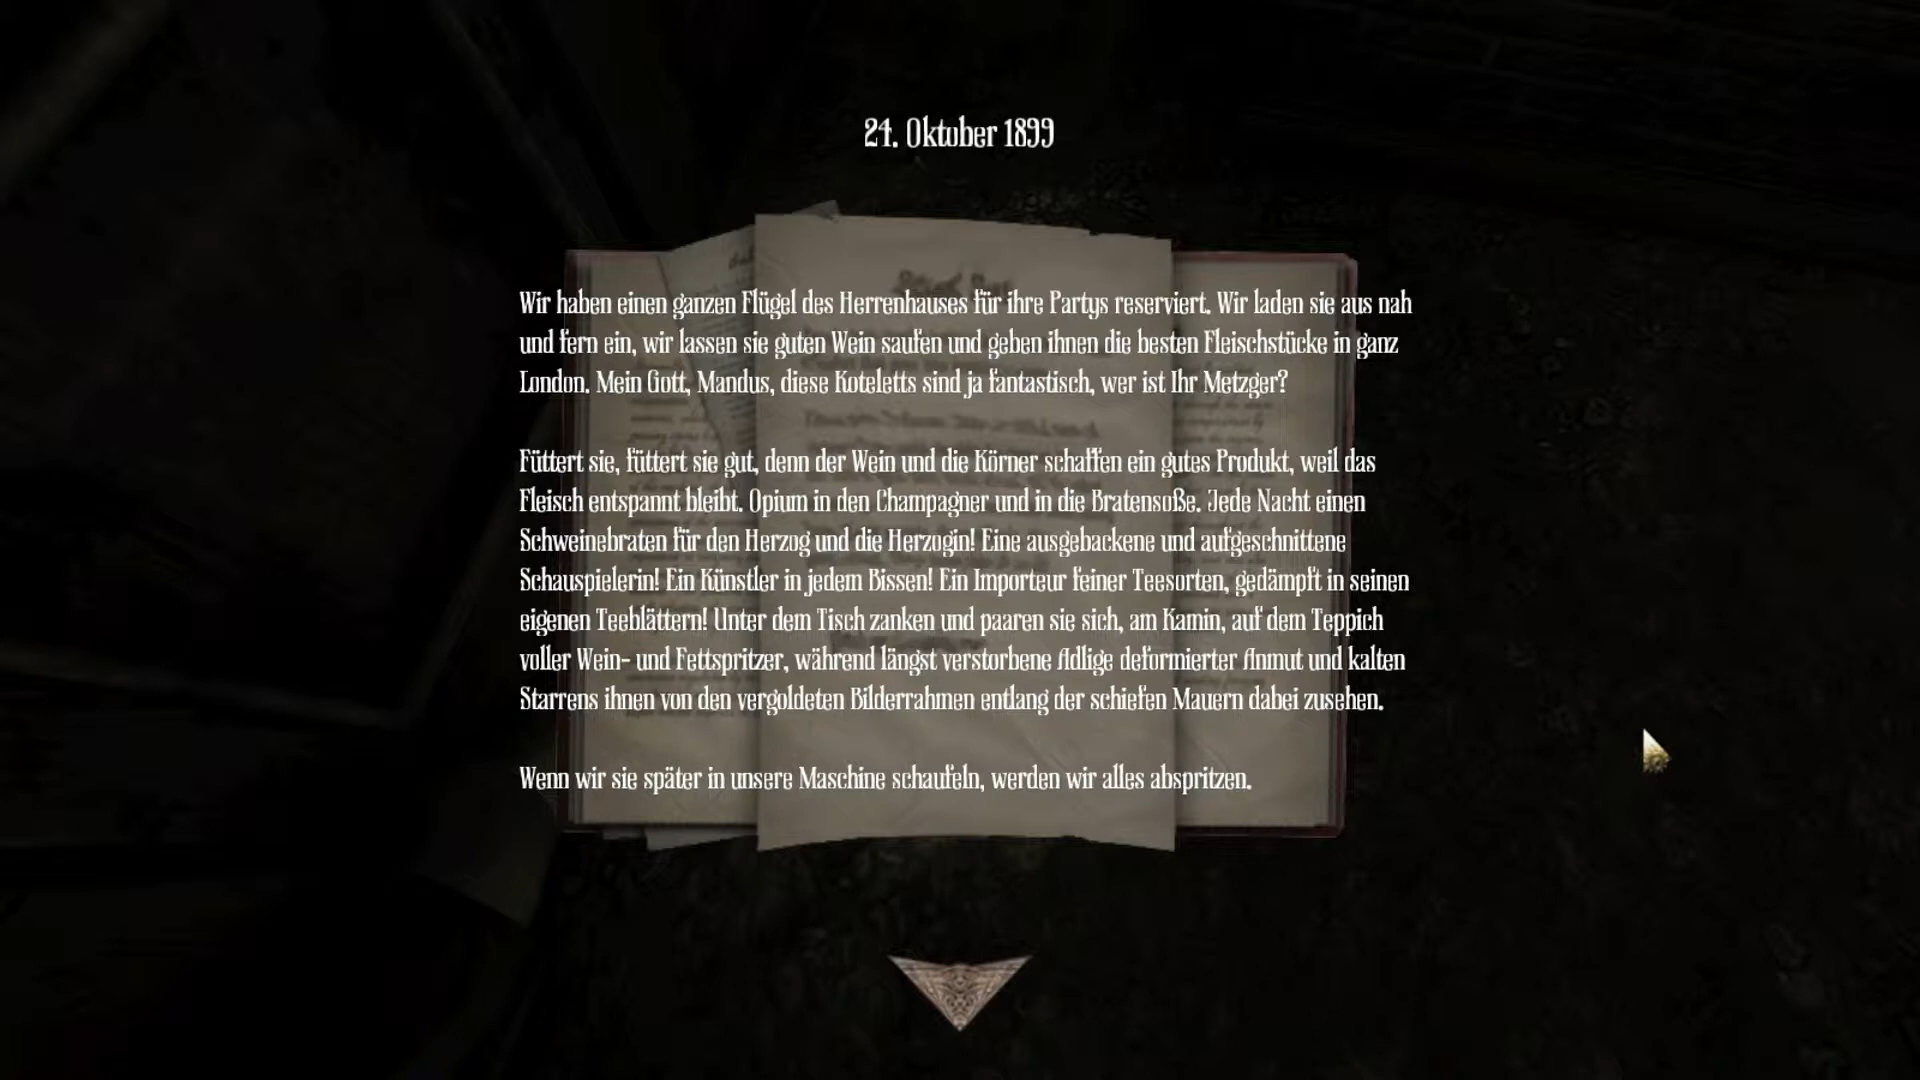 24. Oktober 1899
Wir haben einen ganzen Flügel des Herrenhauses für ihre Partys reserviert. Wir laden sie aus nah
und fern ein, wir lassen sie guten Wein saufen und geben ihnen die besten Fleischstücke in ganz
London. Mein Gott, Mandus, diese Koteletts sind ja fantastisch, wer ist Ihr Metzger?
Füttert sie, füttert sie gut, denn der Wein und die Körner schaffen ein gutes Produkt, weil das
Fleisch entspannt bleibt. Opium in den Champagner und in die Bratensoße. Jede Nacht einen
Schweinebraten für den Herzog und die Herzogin! Eine ausgebackene und aufgeschnittene
Schauspielerin! Ein Künstler in jedem Bissen! Ein Importeur feiner Teesorten, gedämpft in seinen
eigenen Teeblättern! Unter dem Tisch zanken und paaren sie sich, am Kamin, auf dem Teppich
voller Wein- und Fettspritzer, während längst verstorbene Adlige deformierter Anmut und kalten
Starrens ihnen von den vergoldeten Bilderrahmen entlang der schiefen Mauern dabei zusehen.
Wenn wir sie später in unsere Maschine schaufeln, werden wir alles abspritzen.